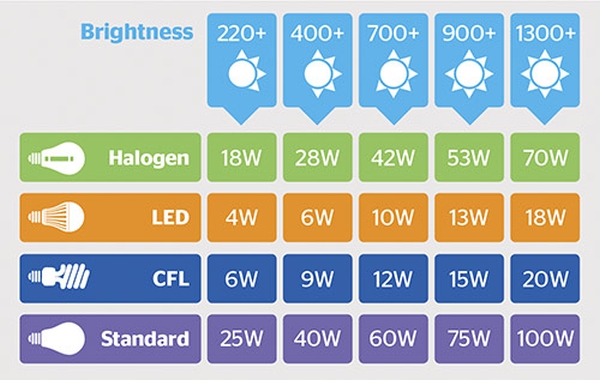 Brightness 220+ 400+ 700+ 900+ 1300+
Halogen 18W 28W 42W 53W 70W
LED 4W 6W 10W 13W 18W
CFL 6W 9W 12W 15W 20W
Standard 25W 40W 60W 75W 100W